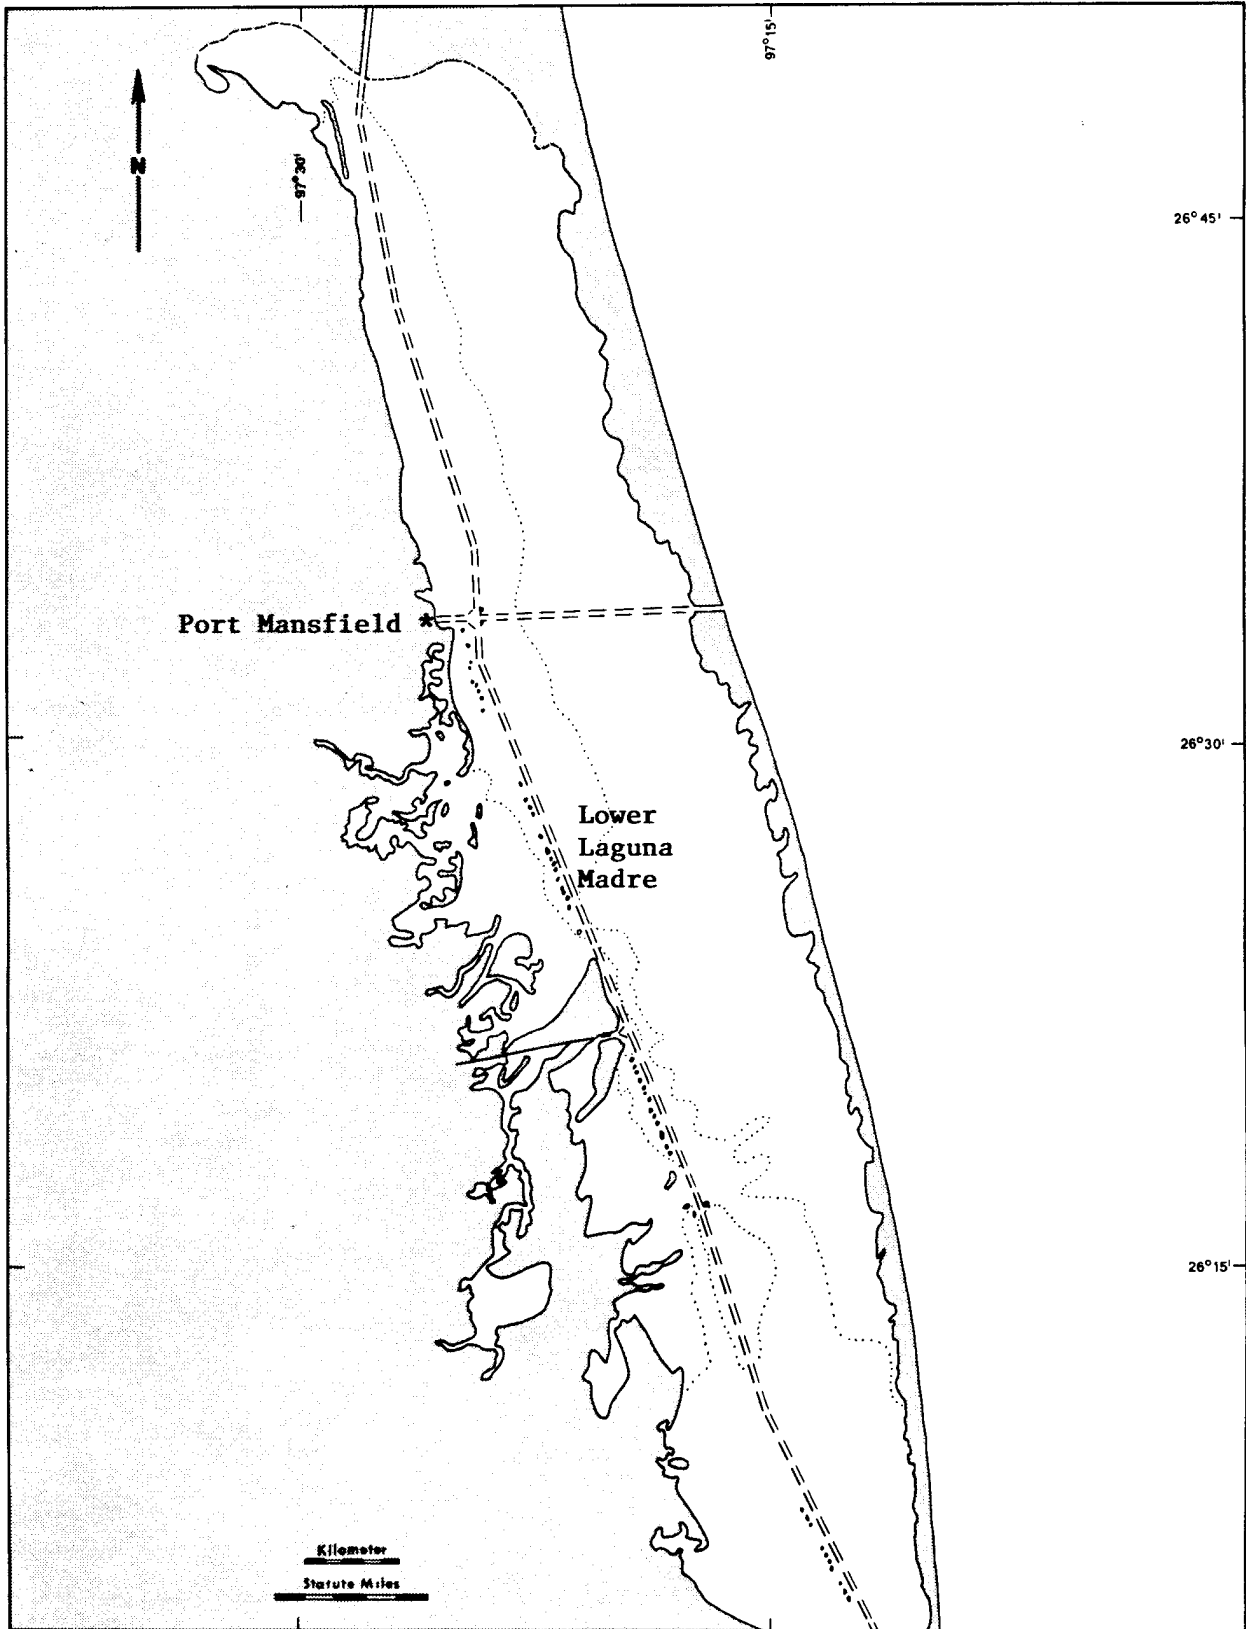 97°15'
N
97°30'
26°45'
Port Mansfield *
26°30'
Lower
Laguna
Madre
26°15'
Kilometer
Statute Miles